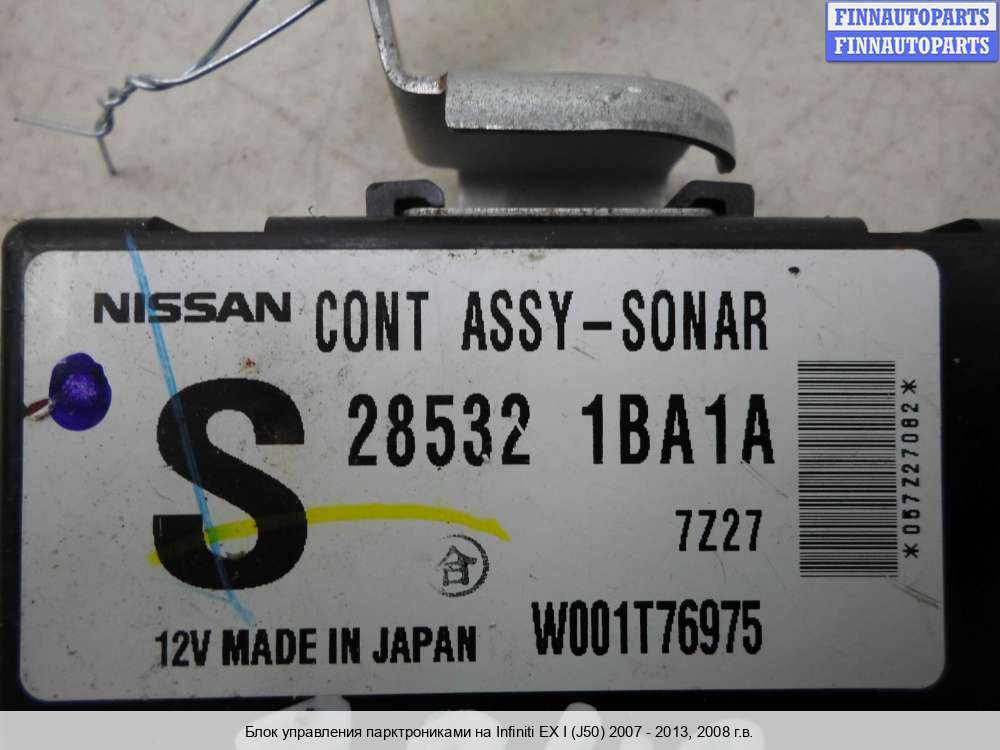 FINNAUTOPARTS
FINNAUTOPARTS
NISSAN CONT ASSY-SONAR
S
28532 1BA1A
7Z27
合
W001T76975
12V MADE IN JAPAN
*057Z27082*
Блок управления парктрониками на Infiniti EX I (J50) 2007 - 2013, 2008 г.в.